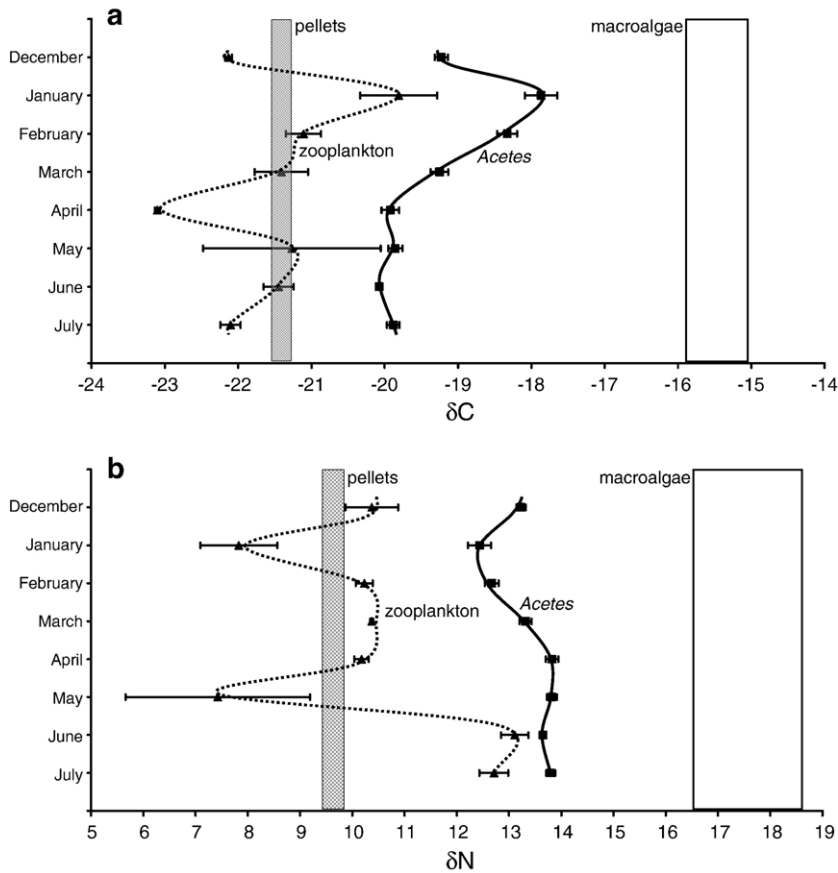 a
pellets
macroalgae
December
January
February
zooplankton
Acetes
March
April
May
June
July
-24 -23 -22 -21 -20 -19 -18 -17 -16 -15 -14
δC
b
pellets
macroalgae
December
January
February
zooplankton
Acetes
March
April
May
June
July
5 6 7 8 9 10 11 12 13 14 15 16 17 18 19
δN